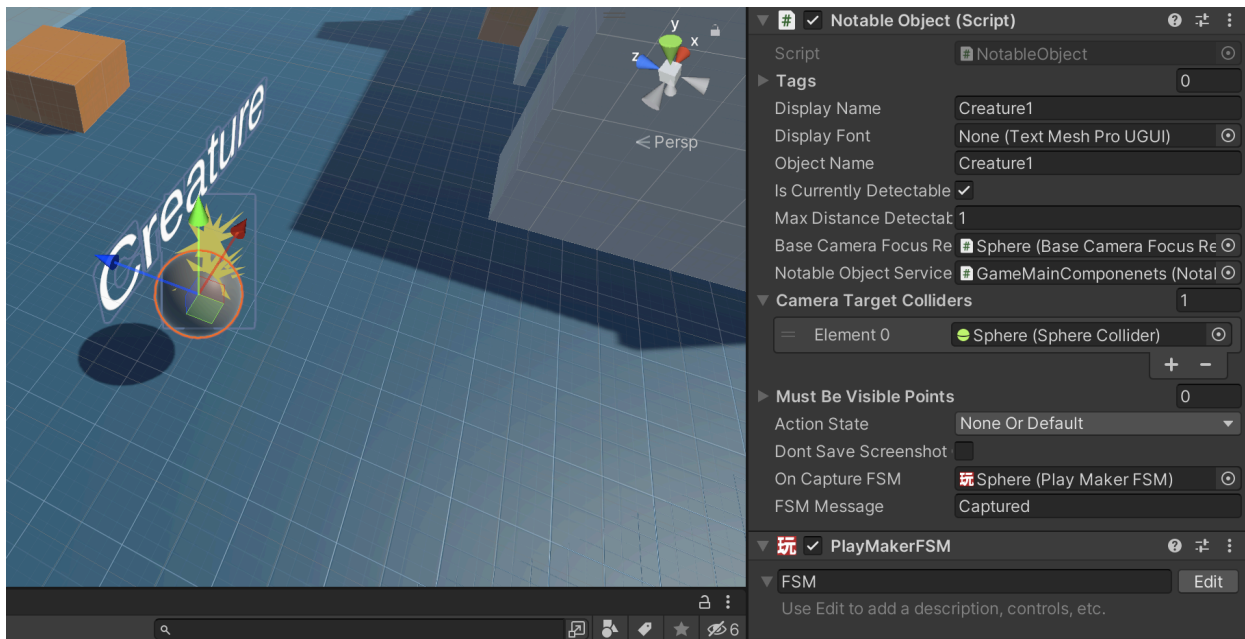 y
x
z
Persp
Creature
6
# Notable Object (Script)
Script # NotableObject
Tags 0
Display Name Creature1
Display Font None (Text Mesh Pro UGUI)
Object Name Creature1
Is Currently Detectable
Max Distance Detectab 1
Base Camera Focus Re # Sphere (Base Camera Focus Re
Notable Object Service # GameMainComponenets (Notal
Camera Target Colliders 1
Element 0 Sphere (Sphere Collider)
+ -
Must Be Visible Points 0
Action State None Or Default
Dont Save Screenshot
On Capture FSM 玩 Sphere (Play Maker FSM)
FSM Message Captured
玩 PlayMakerFSM
FSM Edit
Use Edit to add a description, controls, etc.